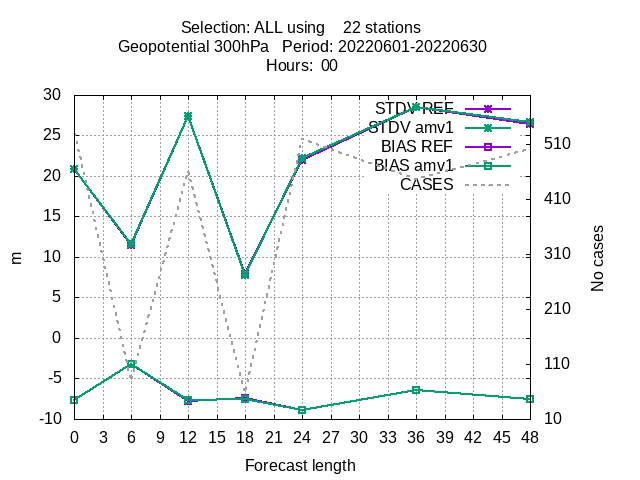 Selection: ALL using    22 stations
Geopotential 300hPa   Period: 20220601-20220630
Hours:  00
STDV REF
STDV amv1
BIAS REF
BIAS amv1
CASES
30
25
20
15
10
5
0
-5
-10
m
510
410
310
210
110
10
No cases
0 3 6 9 12 15 18 21 24 27 30 33 36 39 42 45 48
Forecast length